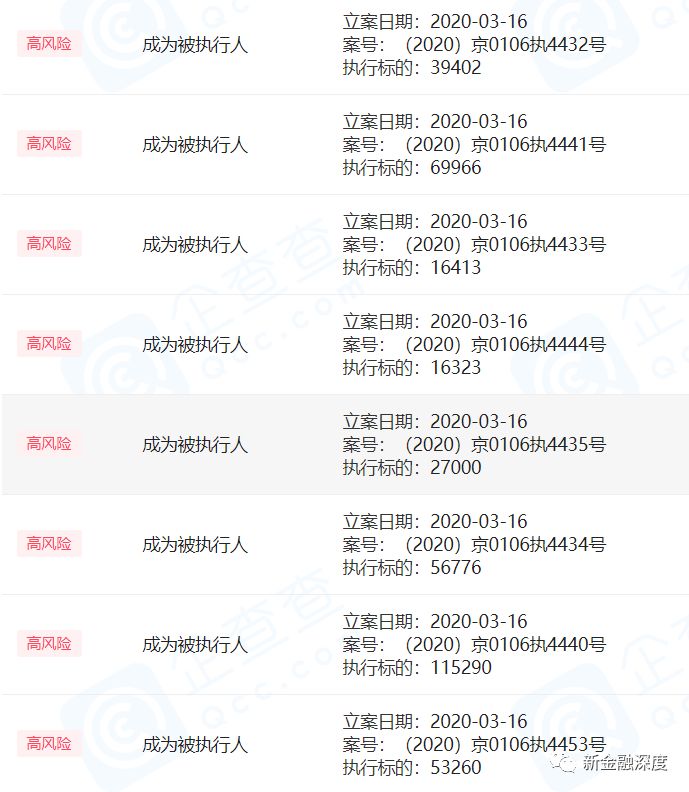 立案日期：2020-03-16
高风险 成为被执行人 案号：（2020）京0106执4432号
执行标的：39402
立案日期：2020-03-16
高风险 成为被执行人 案号：（2020）京0106执4441号
执行标的：69966
立案日期：2020-03-16
高风险 成为被执行人 案号：（2020）京0106执4433号
执行标的：16413
立案日期：2020-03-16
高风险 成为被执行人 案号：（2020）京0106执4444号
执行标的：16323
立案日期：2020-03-16
高风险 成为被执行人 案号：（2020）京0106执4435号
执行标的：27000
立案日期：2020-03-16
高风险 成为被执行人 案号：（2020）京0106执4434号
执行标的：56776
立案日期：2020-03-16
高风险 成为被执行人 案号：（2020）京0106执4440号
执行标的：115290
立案日期：2020-03-16
高风险 成为被执行人 案号：（2020）京0106执4453号
执行标的：53260
新金融深度
企查查
Qcc.com
企查查
Qcc.co